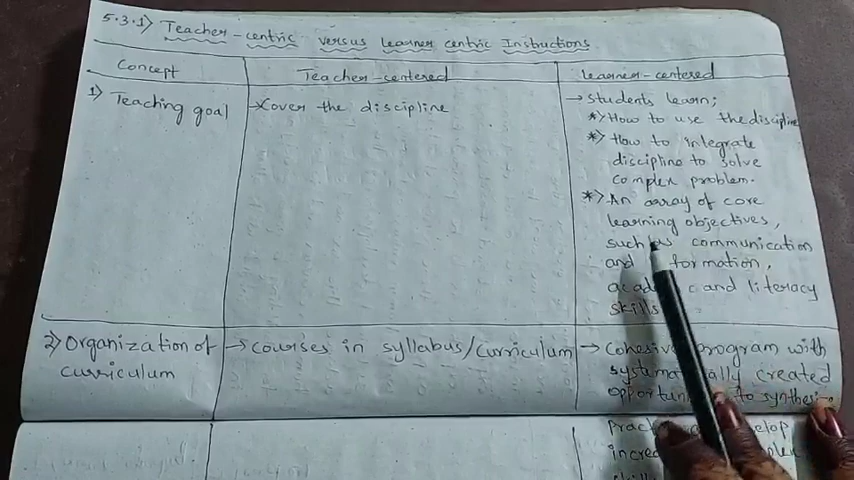 5.3.1) Teacher-centric versus learner centric Instructions
Concept Teacher-centered Learner-centered
1) Teaching goal
→ Cover the discipline
→ Students learn;
*) How to use the discipline
*) How to integrate
discipline to solve
complex problem.
*) An array of core
learning objectives,
such communication
and formation,
and literacy
skills
2) Organization of
curriculum
→ Courses in syllabus/curriculum
→ Cohesive program with
created
to synthesize